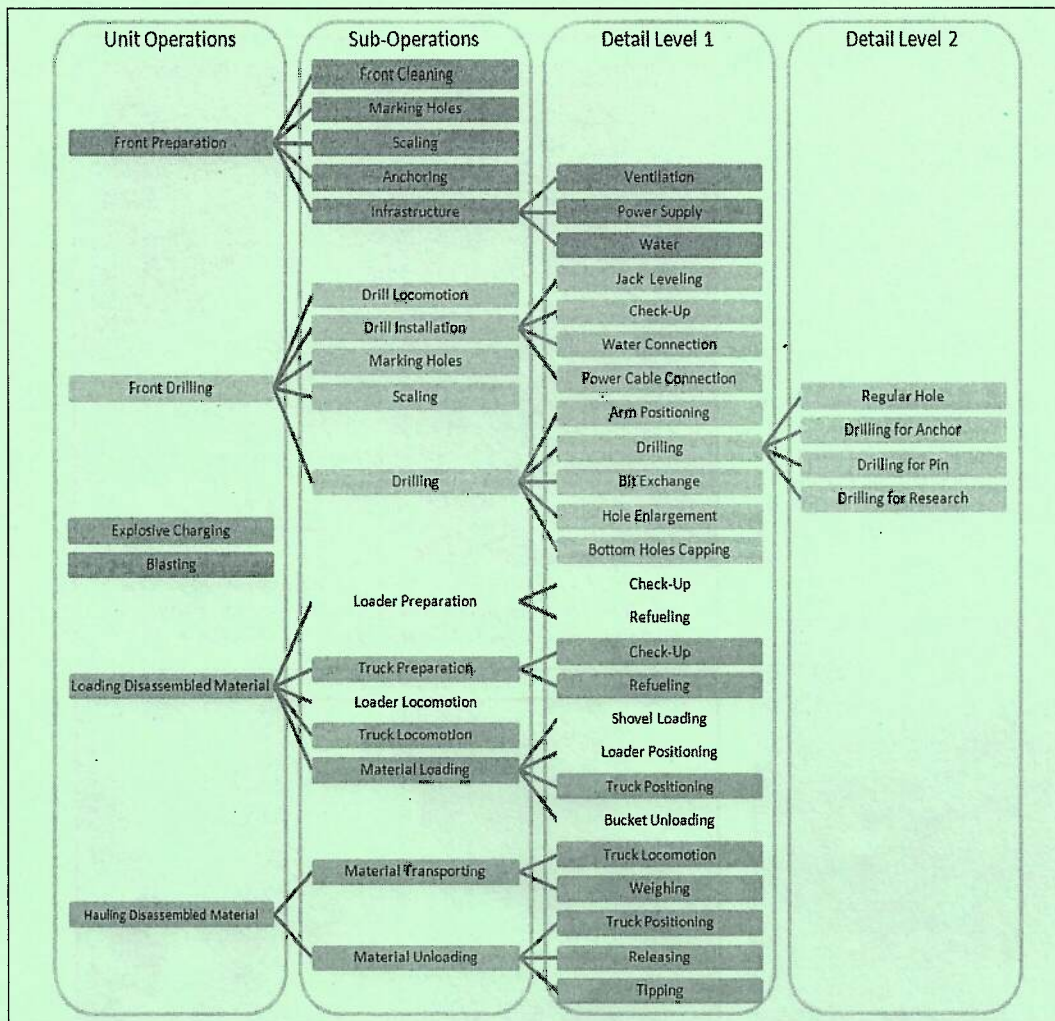 Unit Operations
Sub-Operations
Detail Level 1
Detail Level 2
Front Preparation
Front Drilling
Explosive Charging
Blasting
Loading Disassembled Material
Hauling Disassembled Material
Front Cleaning
Marking Holes
Scaling
Anchoring
Infrastructure
Drill Locomotion
Drill Installation
Marking Holes
Scaling
Drilling
Loader Preparation
Truck Preparation
Loader Locomotion
Truck Locomotion
Material Loading
Material Transporting
Material Unloading
Ventilation
Power Supply
Water
Jack Leveling
Check-Up
Water Connection
Power Cable Connection
Arm Positioning
Drilling
Bit Exchange
Hole Enlargement
Bottom Holes Capping
Check-Up
Refueling
Check-Up
Refueling
Shovel Loading
Loader Positioning
Truck Positioning
Bucket Unloading
Truck Locomotion
Weighing
Truck Positioning
Releasing
Tipping
Regular Hole
Drilling for Anchor
Drilling for Pin
Drilling for Research